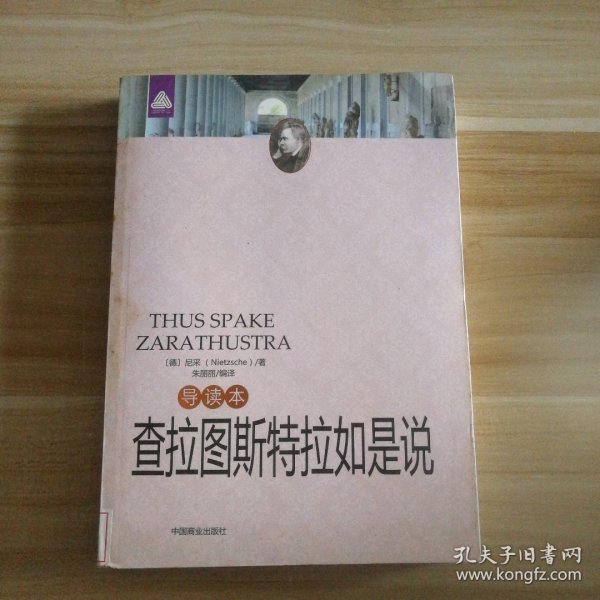 THUS SPAKE
ZARATHUSTRA
〔德〕尼采（Nietzsche）/著
朱丽丽/编译
导读本
查拉图斯特拉如是说
中国商业出版社
孔夫子旧书网
www.kongfz.com